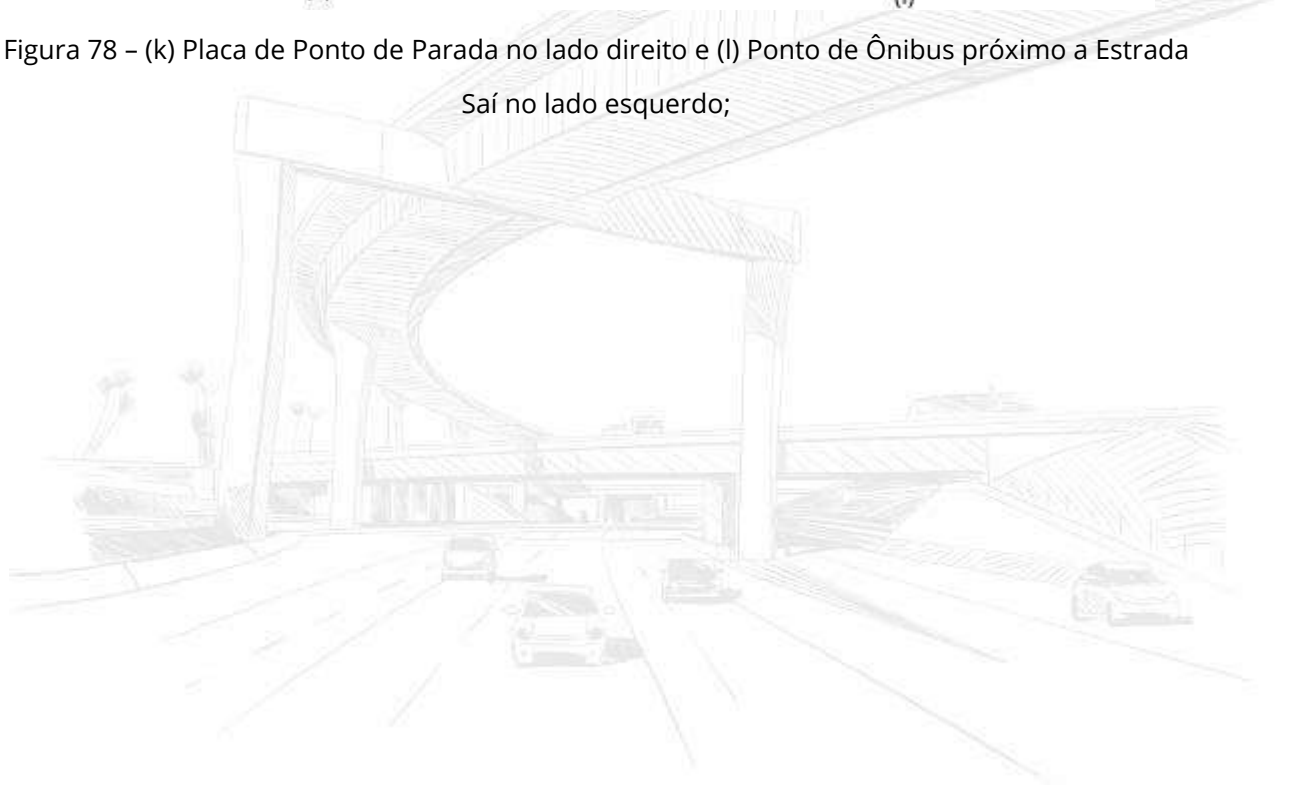 (l)
Figura 78 – (k) Placa de Ponto de Parada no lado direito e (l) Ponto de Ônibus próximo a Estrada
Saí no lado esquerdo;